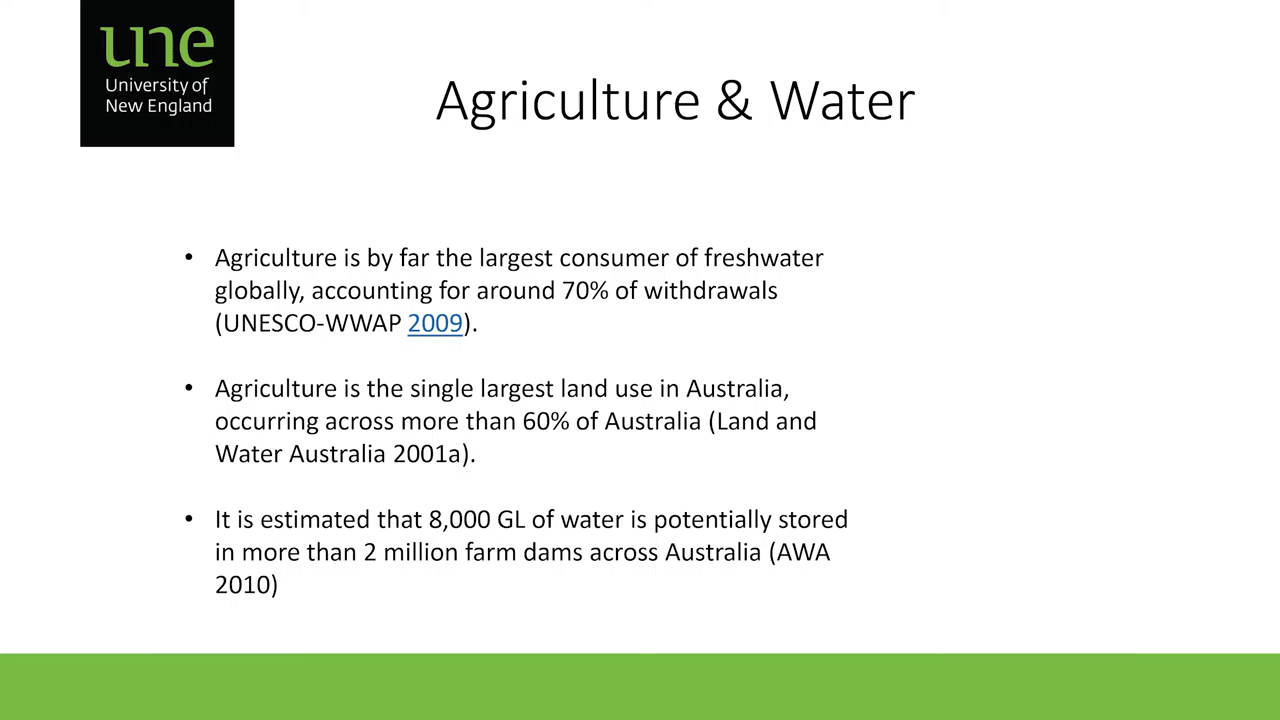 une
University of
New England
Agriculture & Water
• Agriculture is by far the largest consumer of freshwater
globally, accounting for around 70% of withdrawals
(UNESCO-WWAP 2009).
• Agriculture is the single largest land use in Australia,
occurring across more than 60% of Australia (Land and
Water Australia 2001a).
• It is estimated that 8,000 GL of water is potentially stored
in more than 2 million farm dams across Australia (AWA
2010)